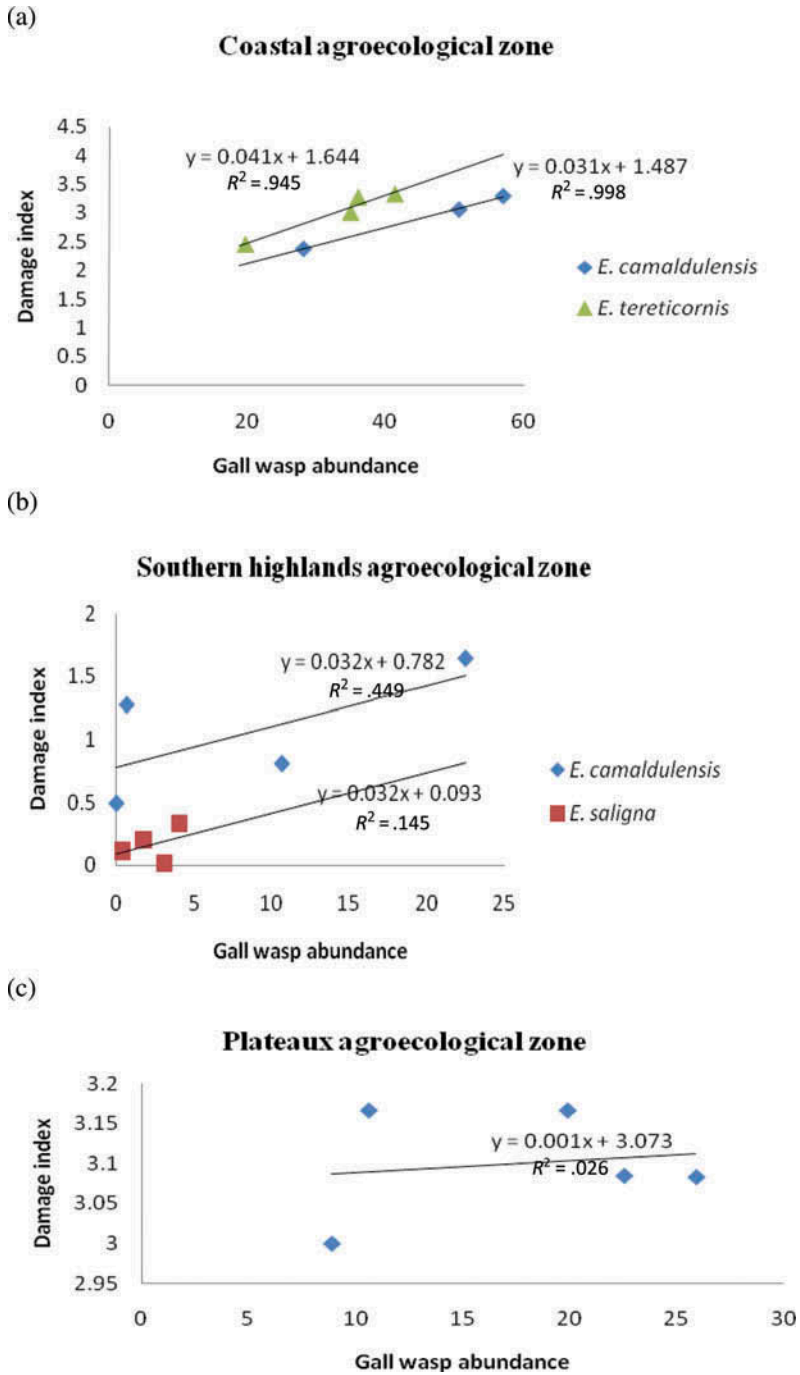 (a)
Coastal agroecological zone
4.5
4
3.5
3
2.5
2
1.5
1
0.5
0
Damage index
y = 0.041x + 1.644
R² = .945
y = 0.031x + 1.487
R² = .998
E. camaldulensis
E. tereticornis
0 20 40 60
Gall wasp abundance
(b)
Southern highlands agroecological zone
2
1.5
1
0.5
0
Damage index
y = 0.032x + 0.782
R² = .449
y = 0.032x + 0.093
R² = .145
E. camaldulensis
E. saligna
0 5 10 15 20 25
Gall wasp abundance
(c)
Plateaux agroecological zone
3.2
3.15
3.1
3.05
3
2.95
Damage index
y = 0.001x + 3.073
R² = .026
0 5 10 15 20 25 30
Gall wasp abundance